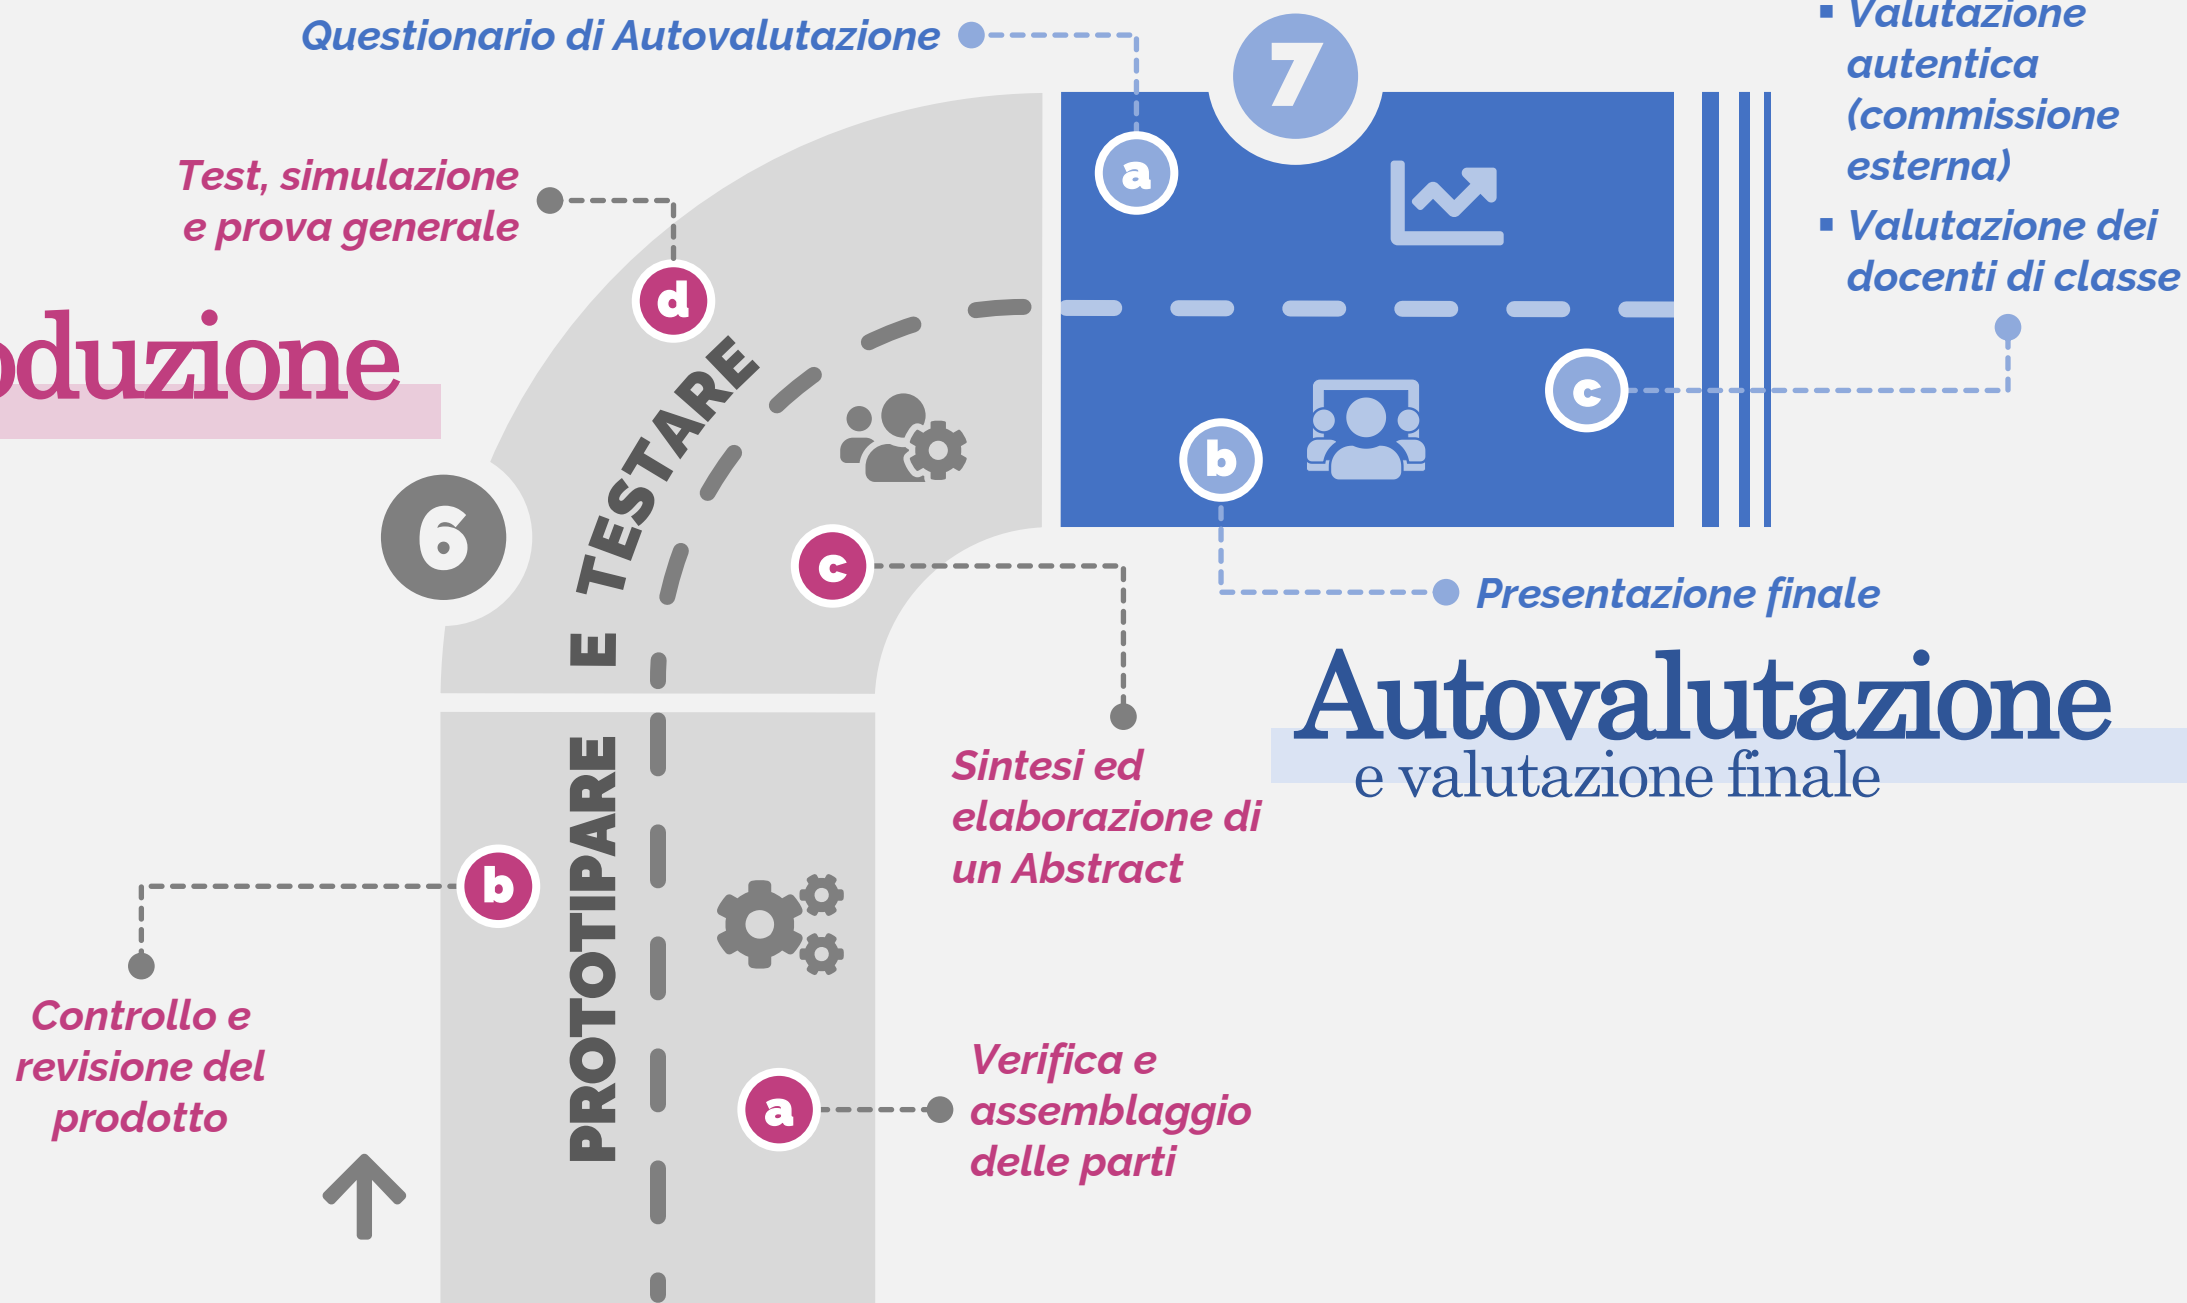 Questionario di Autovalutazione
7
▪ Valutazione
autentica
(commissione
esterna)
▪ Valutazione dei
docenti di classe
a
Test, simulazione
e prova generale
d
c
b
Presentazione finale
Autovalutazione
e valutazione finale
oduzione
6
PROTOTIPARE E TESTARE
c
Sintesi ed
elaborazione di
un Abstract
b
Controllo e
revisione del
prodotto
a
Verifica e
assemblaggio
delle parti